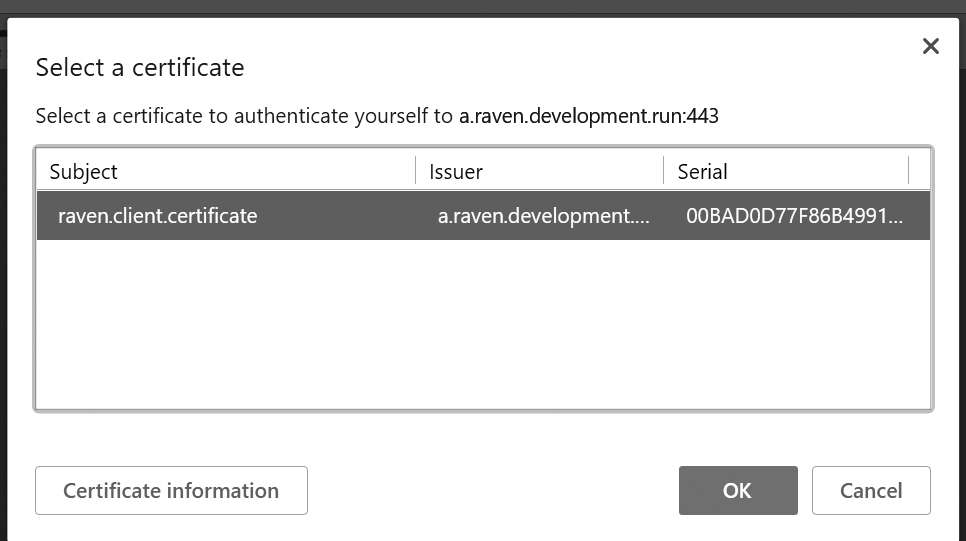 Select a certificate
Select a certificate to authenticate yourself to a.raven.development.run:443
Subject Issuer Serial
raven.client.certificate a.raven.development.... 00BAD0D77F86B4991...
Certificate information OK Cancel